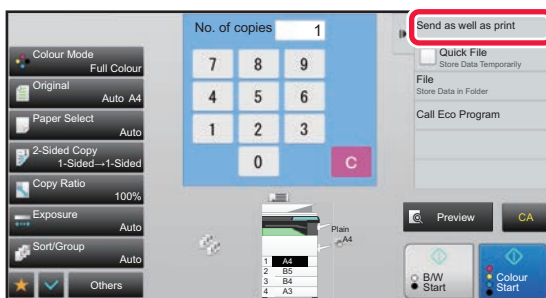 No. of copies 1
Send as well as print
Colour Mode
Full Colour
Original
Auto A4
Paper Select
Auto
2-Sided Copy
1-Sided→1-Sided
Copy Ratio
100%
Exposure
Auto
Sort/Group
Auto
Others
7 8 9
4 5 6
1 2 3
0 C
Plain
A4
1 A4
2 B5
3 B4
4 A3
Quick File
Store Data Temporarily
File
Store Data in Folder
Call Eco Program
Preview
CA
B/W
Start
Colour
Start